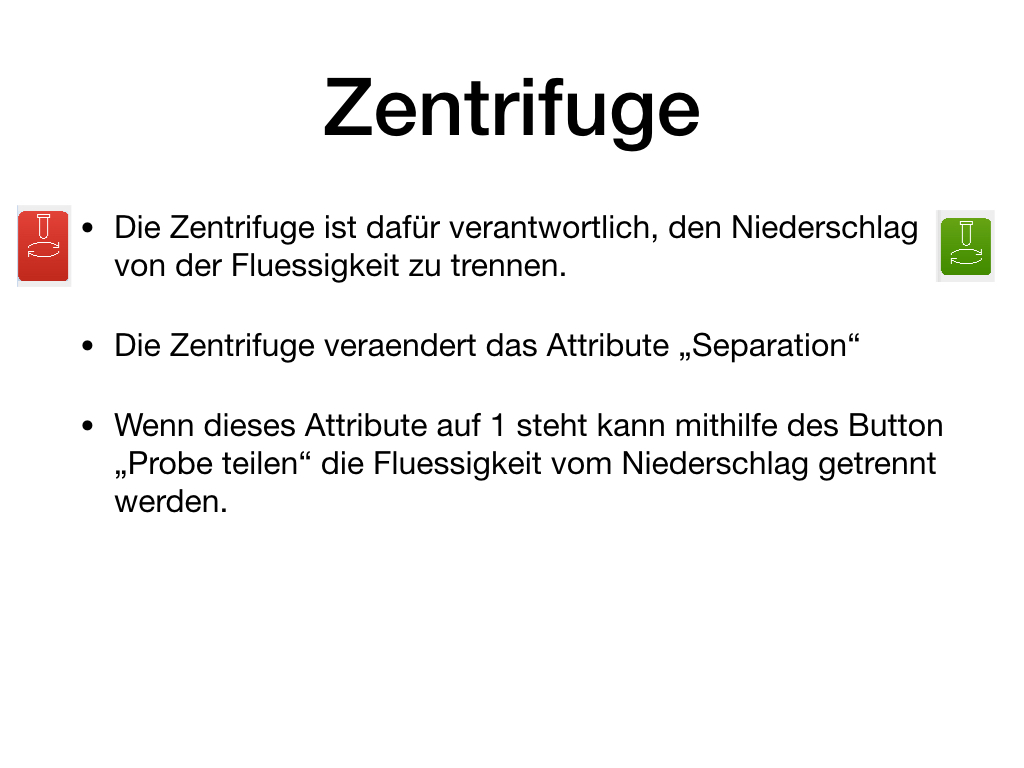 Zentrifuge
• Die Zentrifuge ist dafür verantwortlich, den Niederschlag
von der Fluessigkeit zu trennen.
• Die Zentrifuge veraendert das Attribute „Separation“
• Wenn dieses Attribute auf 1 steht kann mithilfe des Button
„Probe teilen“ die Fluessigkeit vom Niederschlag getrennt
werden.